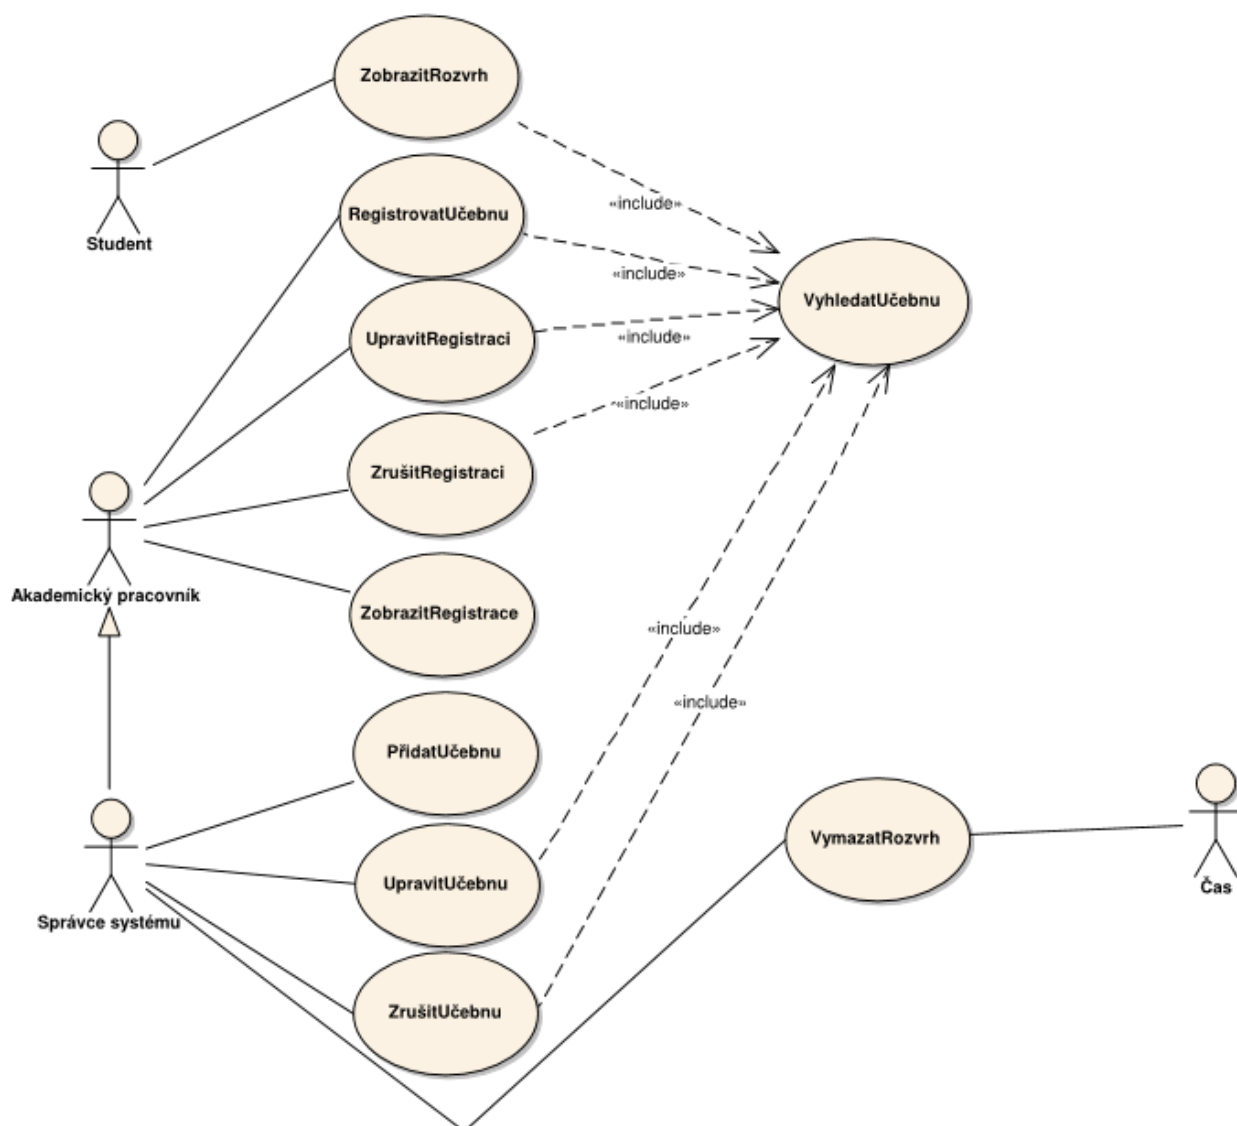 ZobrazitRozvrh
Student
RegistrovatUčebnu
«include»
«include»
VyhledatUčebnu
UpravitRegistraci
«include»
«include»
ZrušitRegistraci
Akademický pracovník
ZobrazitRegistrace
«include»
«include»
PřidatUčebnu
VymazatRozvrh
UpravitUčebnu
Čas
Správce systému
ZrušitUčebnu